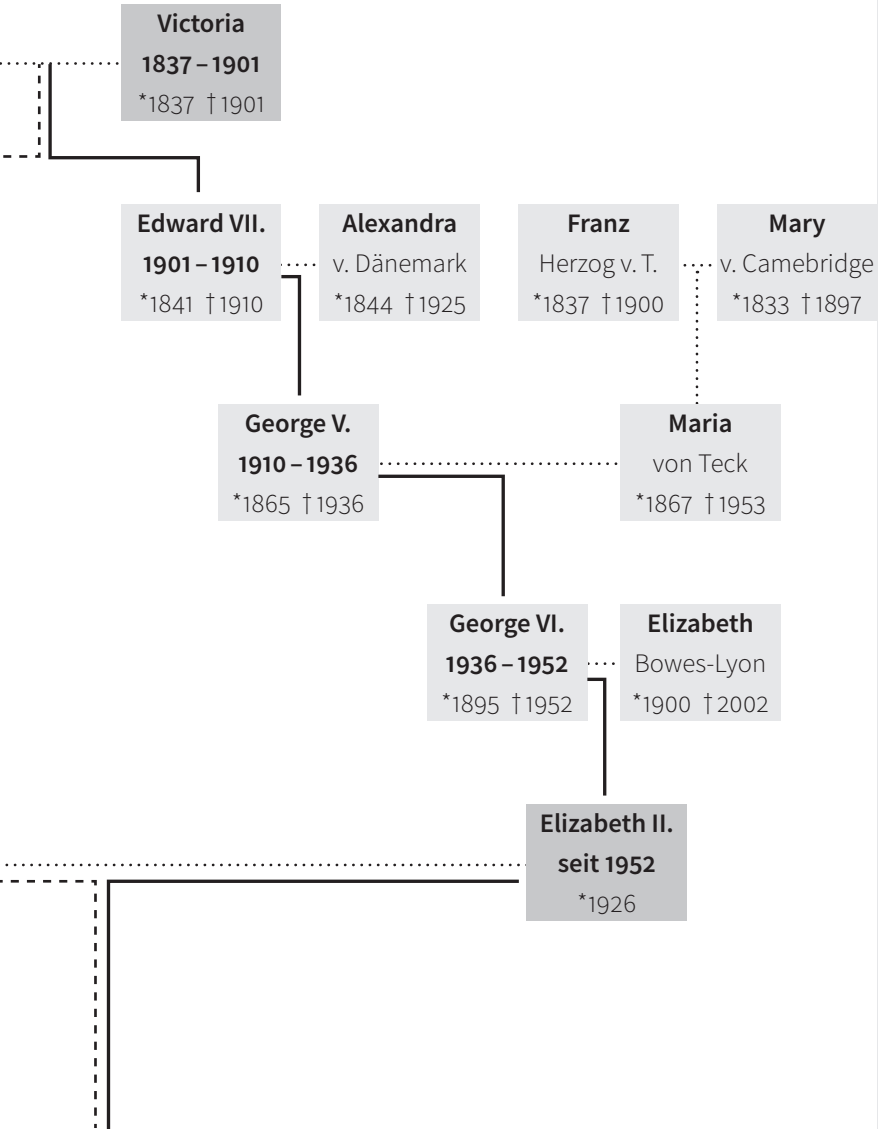 Victoria
1837 – 1901
*1837 †1901
Edward VII.
1901 – 1910
*1841 †1910
Alexandra
v. Dänemark
*1844 †1925
Franz
Herzog v. T.
*1837 †1900
Mary
v. Camebridge
*1833 †1897
George V.
1910 – 1936
*1865 †1936
Maria
von Teck
*1867 †1953
George VI.
1936 – 1952
*1895 †1952
Elizabeth
Bowes-Lyon
*1900 †2002
Elizabeth II.
seit 1952
*1926